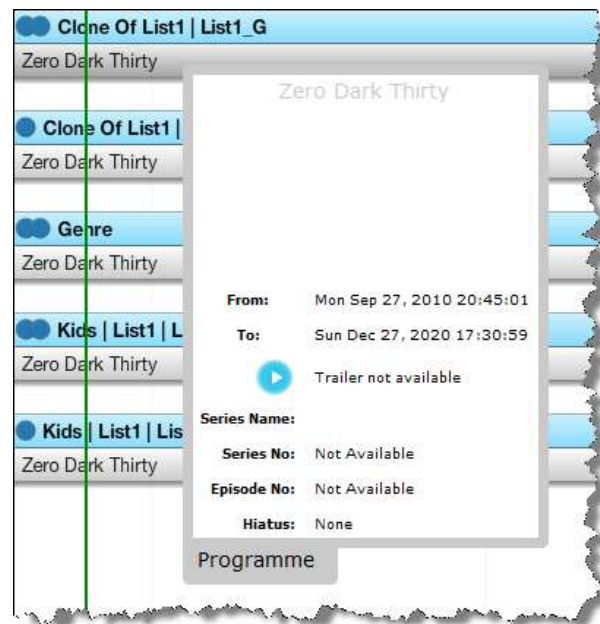 Clone Of List1 | List1_G
Zero Dark Thirty
Clone Of List1 |
Zero Dark Thirty
Genre
Zero Dark Thirty
Kids | List1 | L
Zero Dark Thirty
Kids | List1 | Lis
Zero Dark Thirty
Zero Dark Thirty
From: Mon Sep 27, 2010 20:45:01
To: Sun Dec 27, 2020 17:30:59
Trailer not available
Series Name:
Series No: Not Available
Episode No: Not Available
Hiatus: None
Programme